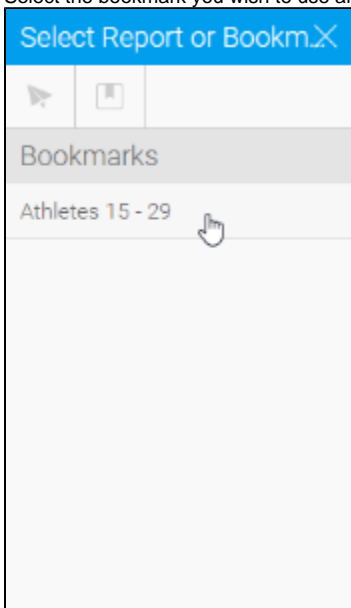 Select the bookmark you wish to use a
Select Report or Bookm..
Bookmarks
Athletes 15 - 29